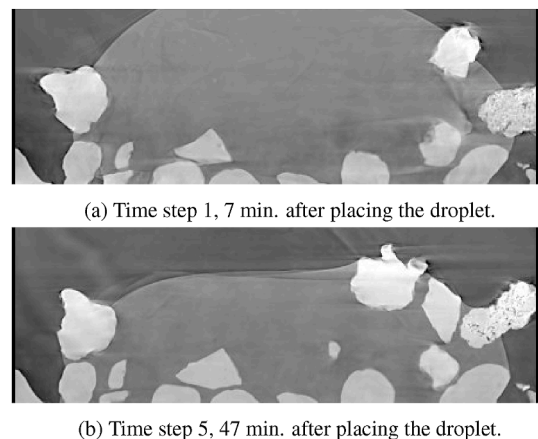 (a) Time step 1, 7 min. after placing the droplet.
(b) Time step 5, 47 min. after placing the droplet.